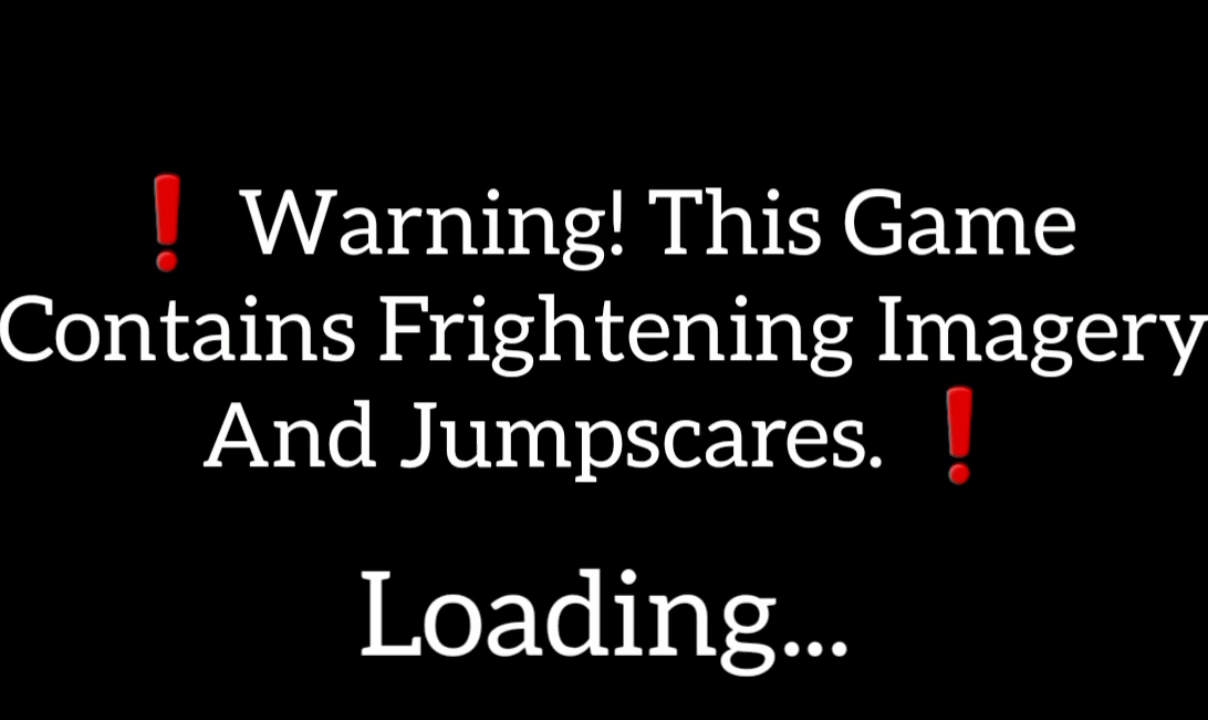 ❗ Warning! This Game
Contains Frightening Imagery
And Jumpscares. ❗
Loading...